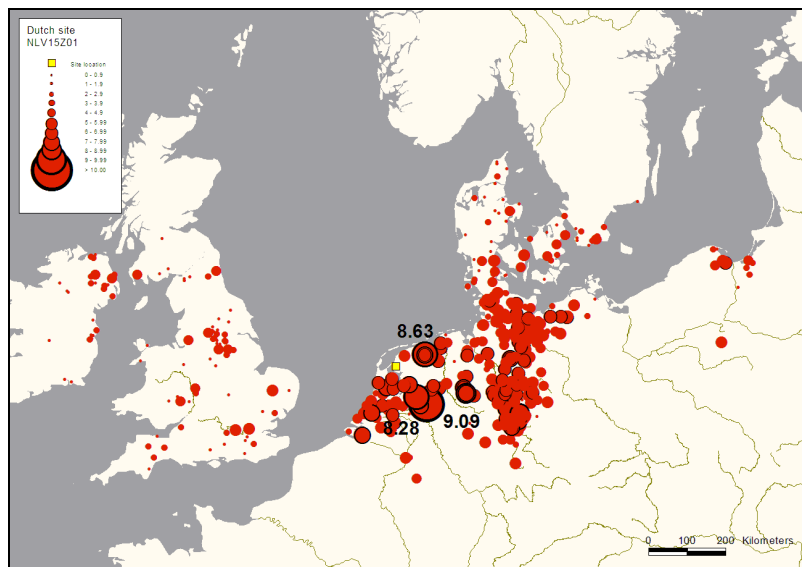 Dutch site
NLV15Z01
Site location
0 - 0.9
1 - 1.9
2 - 2.9
3 - 3.9
4 - 4.9
5 - 5.99
6 - 6.99
7 - 7.99
8 - 8.99
9 - 9.99
> 10.00
8.63
8.28
9.09
0 100 200 Kilometers